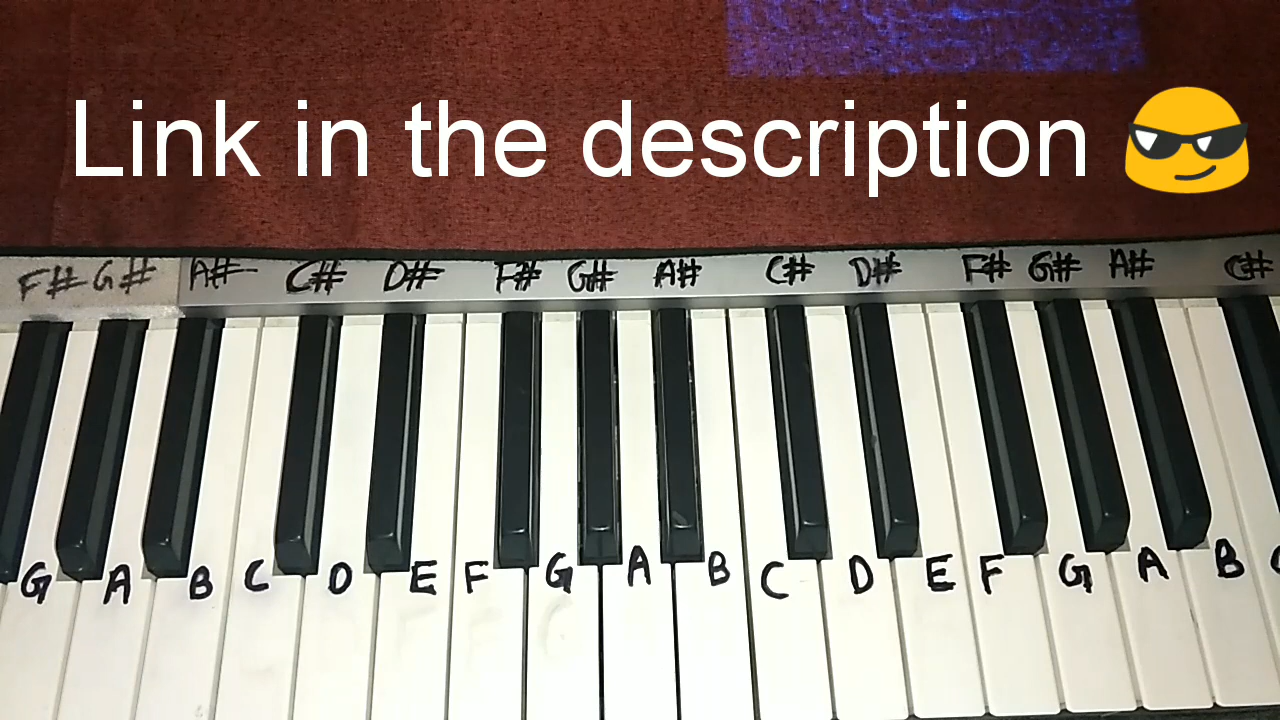 Link in the description 😎
F# G# A# C# D# F# G# A# C# D# F# G# A# C#
G A B C D E F G A B C D E F G A B